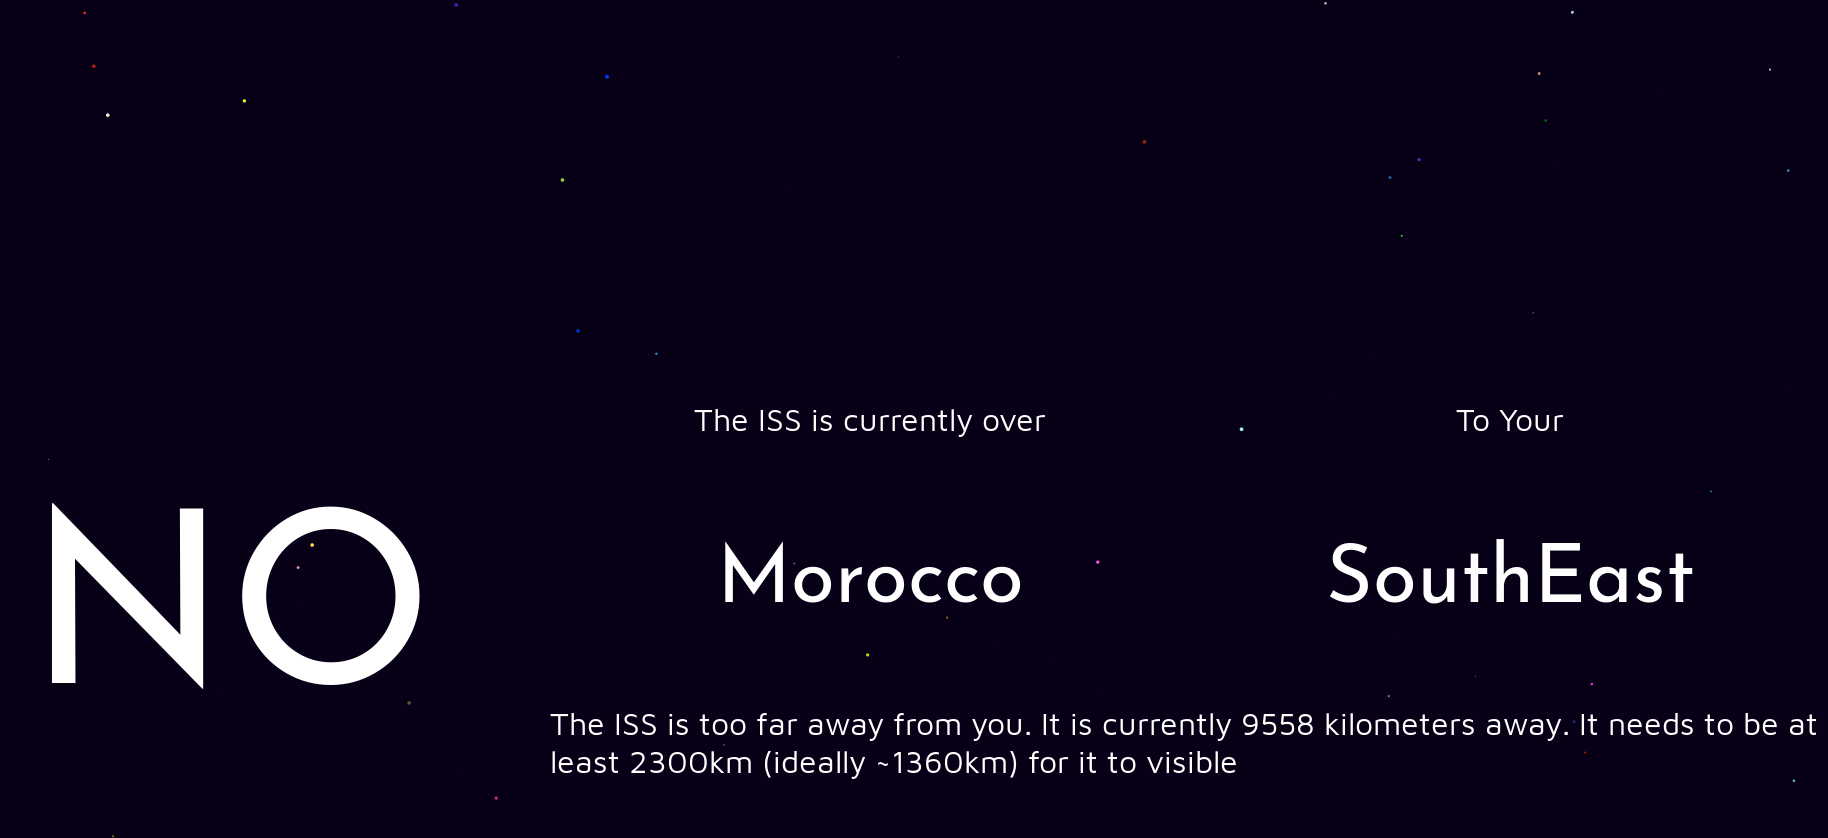 The ISS is currently over
To Your
NO
Morocco
SouthEast
The ISS is too far away from you. It is currently 9558 kilometers away. It needs to be at
least 2300km (ideally ~1360km) for it to visible